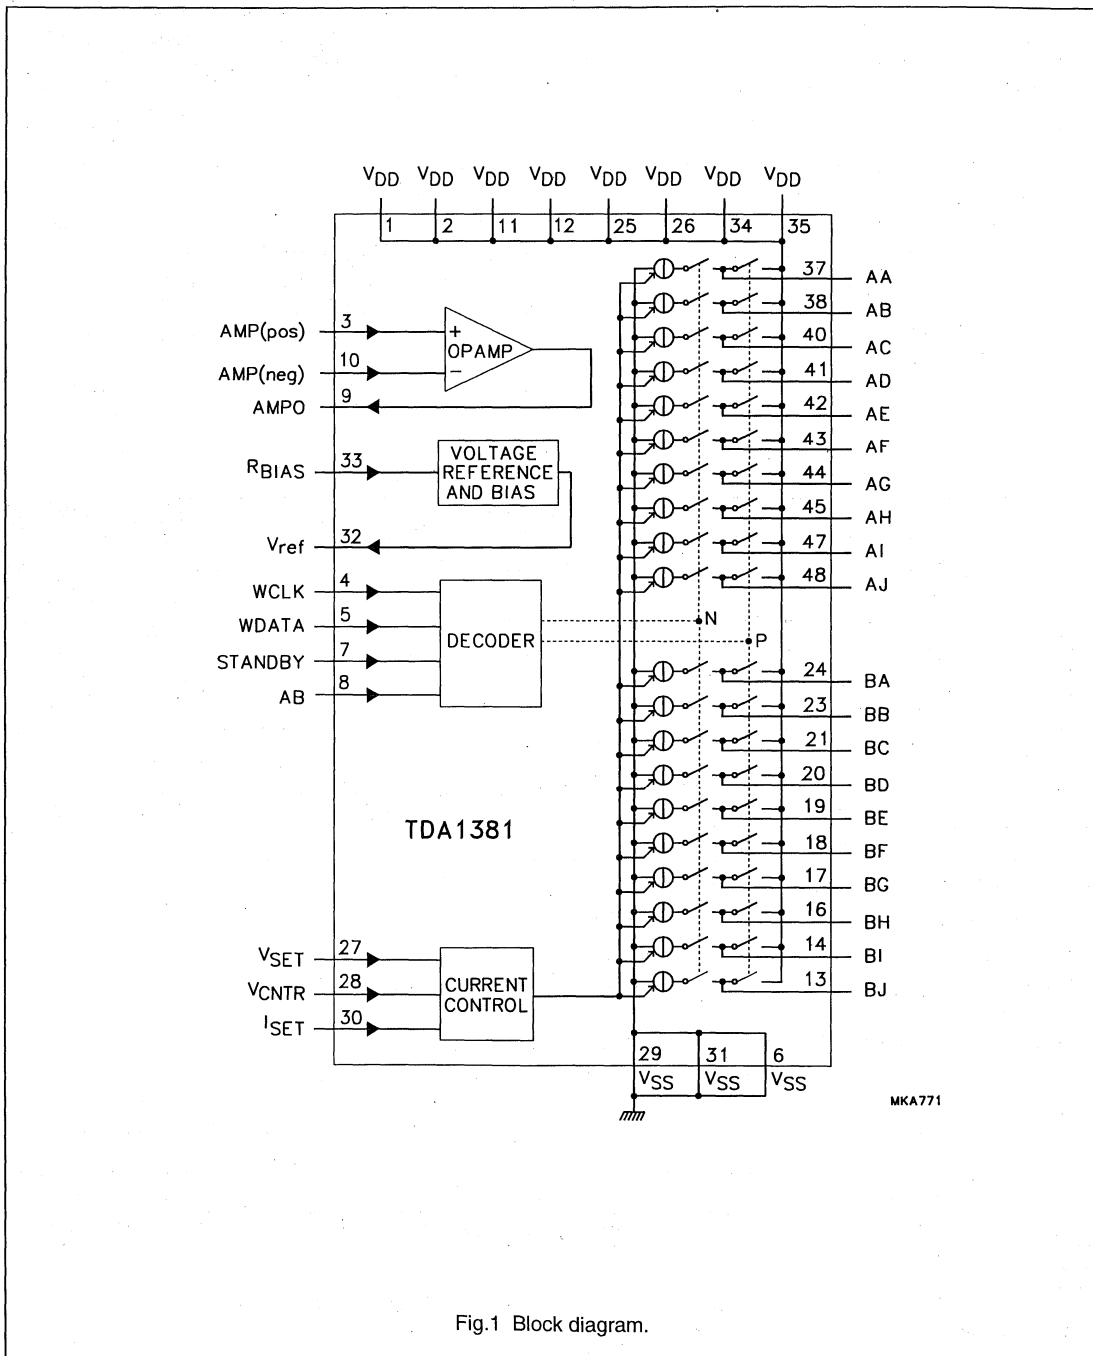 VDD VDD VDD VDD VDD VDD VDD VDD
1 2 11 12 25 26 34 35
37 AA
38 AB
40 AC
41 AD
42 AE
43 AF
44 AG
45 AH
47 AI
48 AJ
AMP(pos) 3
+
OPAMP
AMP(neg) 10
−
AMPO 9
RBIAS 33
VOLTAGE
REFERENCE
AND BIAS
Vref 32
WCLK 4
WDATA 5
STANDBY 7
AB 8
DECODER
N
P
24 BA
23 BB
21 BC
20 BD
19 BE
18 BF
17 BG
16 BH
14 BI
13 BJ
TDA1381
VSET 27
VCNTR 28
ISET 30
CURRENT
CONTROL
29 31 6
VSS VSS VSS
MKA771
Fig.1 Block diagram.